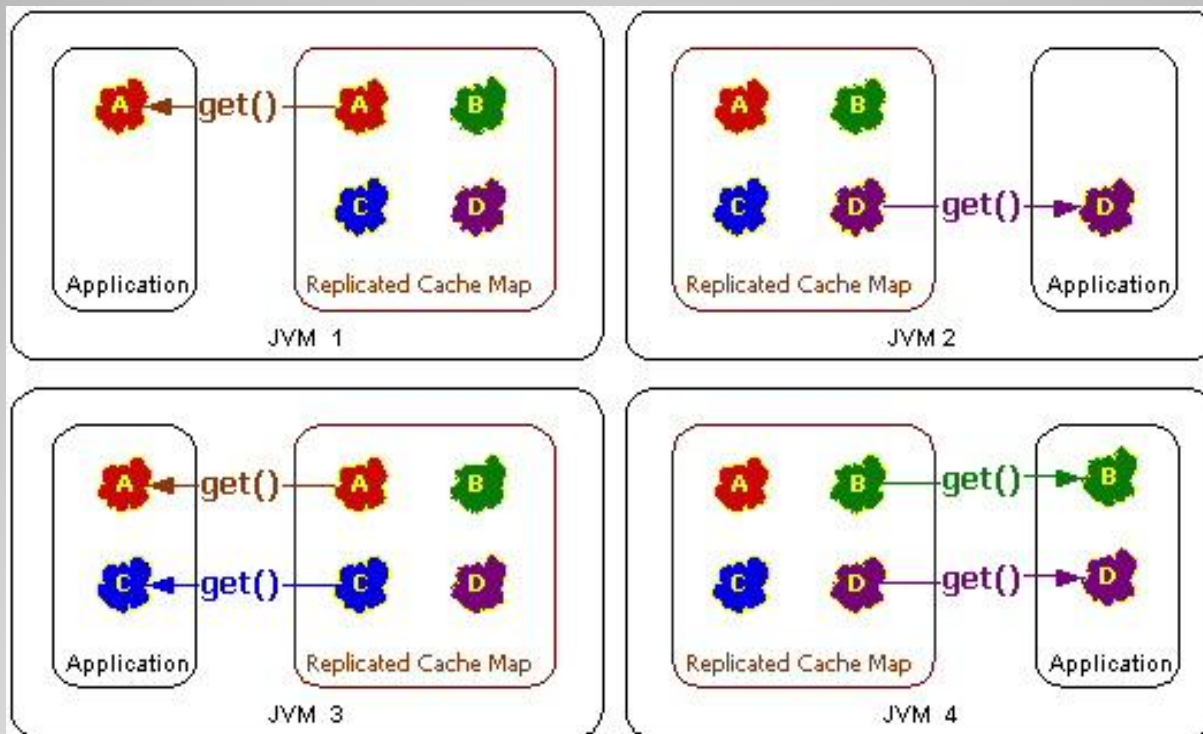 A get() A B
C D
Application Replicated Cache Map
JVM 1
A B
C D get() D
Replicated Cache Map Application
JVM 2
A get() A B
C get() C D
Application Replicated Cache Map
JVM 3
A B get() B
C D get() D
Replicated Cache Map Application
JVM 4